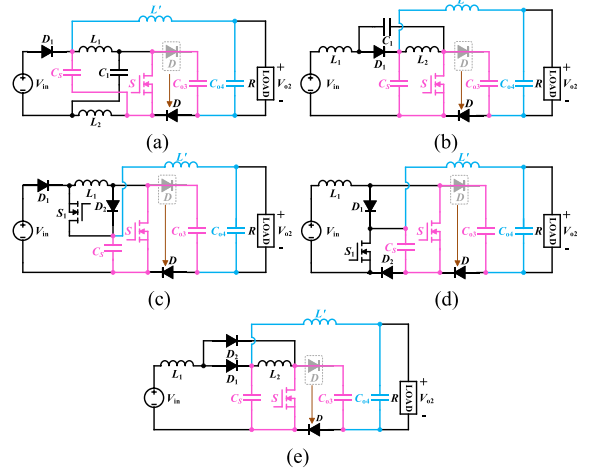 L' L
D₁ L₁ D C₁ D₁ L₂ D
Cₛ C₁ S Cₒ₃ Cₒ₄ R LOAD + Vₒ₂ - L₁ Cₛ S Cₒ₃ Cₒ₄ R LOAD + Vₒ₂ -
Vin L₂ D Vin D
(a) (b)
L' L'
D₁ L₁ D L₁ D
S₁ D₂ S Cₒ₃ Cₒ₄ R LOAD + Vₒ₂ - D₁ S Cₒ₃ Cₒ₄ R LOAD + Vₒ₂ -
Vin Cₛ D Vin S₁ Cₛ D₂ D
(c) (d)
L'
D₂
L₁ D₁ L₂ D
Vin Cₛ S Cₒ₃ Cₒ₄ R LOAD + Vₒ₂ -
D
(e)